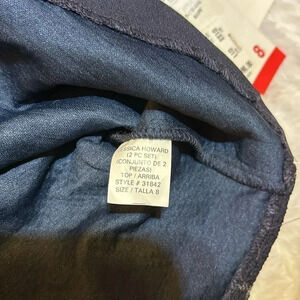 ESSICA HOWARD
(2 PC SET)
(CONJUNTO DE 2
PIEZAS)
TOP / ARRIBA
STYLE # 31842
SIZE / TALLA 8
8